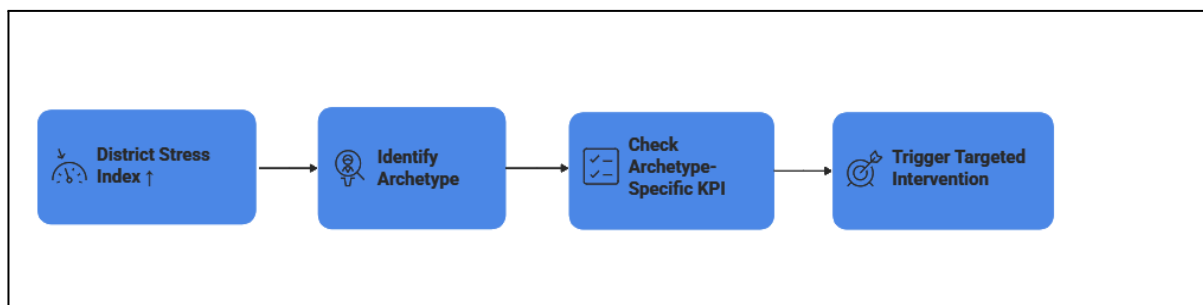 District Stress
Index ↑
Identify
Archetype
Check
Archetype-
Specific KPI
Trigger Targeted
Intervention